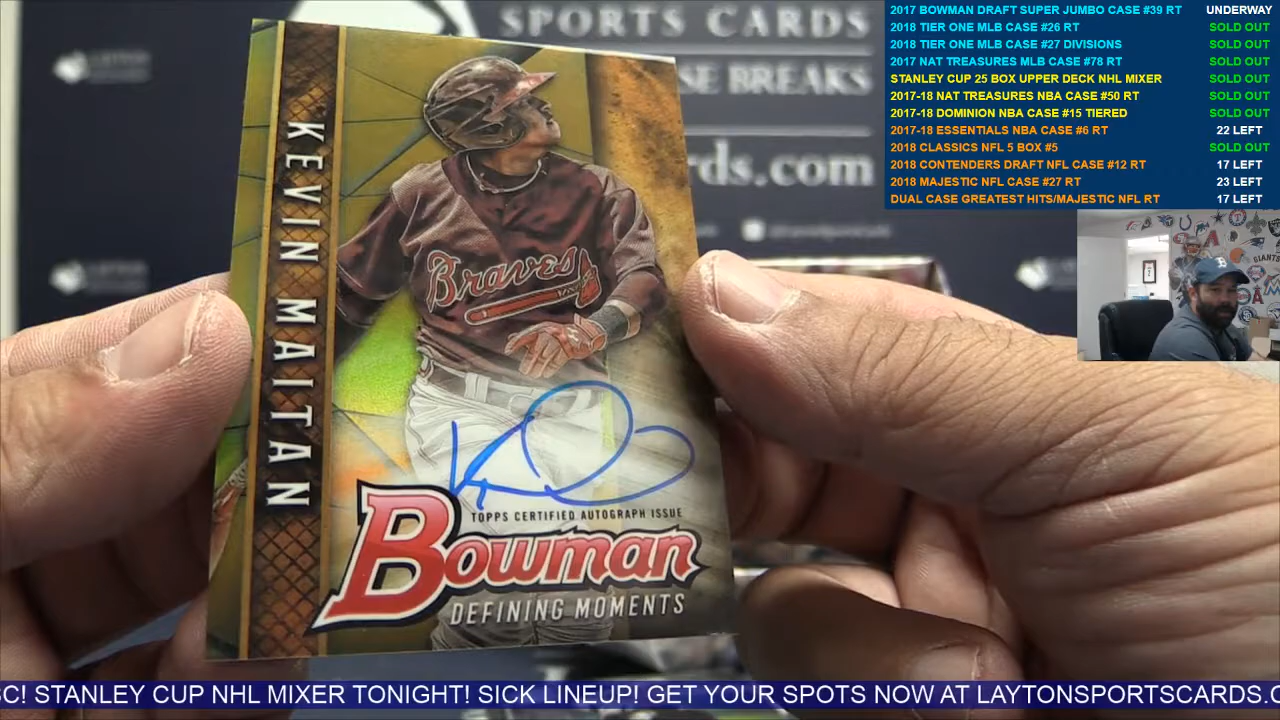 SPORTS CARDS
SE BREAKS
rds.com
2017 BOWMAN DRAFT SUPER JUMBO CASE #39 RT UNDERWAY
2018 TIER ONE MLB CASE #26 RT SOLD OUT
2018 TIER ONE MLB CASE #27 DIVISIONS SOLD OUT
2017 NAT TREASURES MLB CASE #78 RT SOLD OUT
STANLEY CUP 25 BOX UPPER DECK NHL MIXER SOLD OUT
2017-18 NAT TREASURES NBA CASE #50 RT SOLD OUT
2017-18 DOMINION NBA CASE #15 TIERED SOLD OUT
2017-18 ESSENTIALS NBA CASE #6 RT 22 LEFT
2018 CLASSICS NFL 5 BOX #5 SOLD OUT
2018 CONTENDERS DRAFT NFL CASE #12 RT 17 LEFT
2018 MAJESTIC NFL CASE #27 RT 23 LEFT
DUAL CASE GREATEST HITS/MAJESTIC NFL RT 17 LEFT
GIANTS
KEVIN MAITAN
Braves
TOPPS CERTIFIED AUTOGRAPH ISSUE
Bowman
DEFINING MOMENTS
SC! STANLEY CUP NHL MIXER TONIGHT! SICK LINEUP! GET YOUR SPOTS NOW AT LAYTONSPORTSCARDS.C